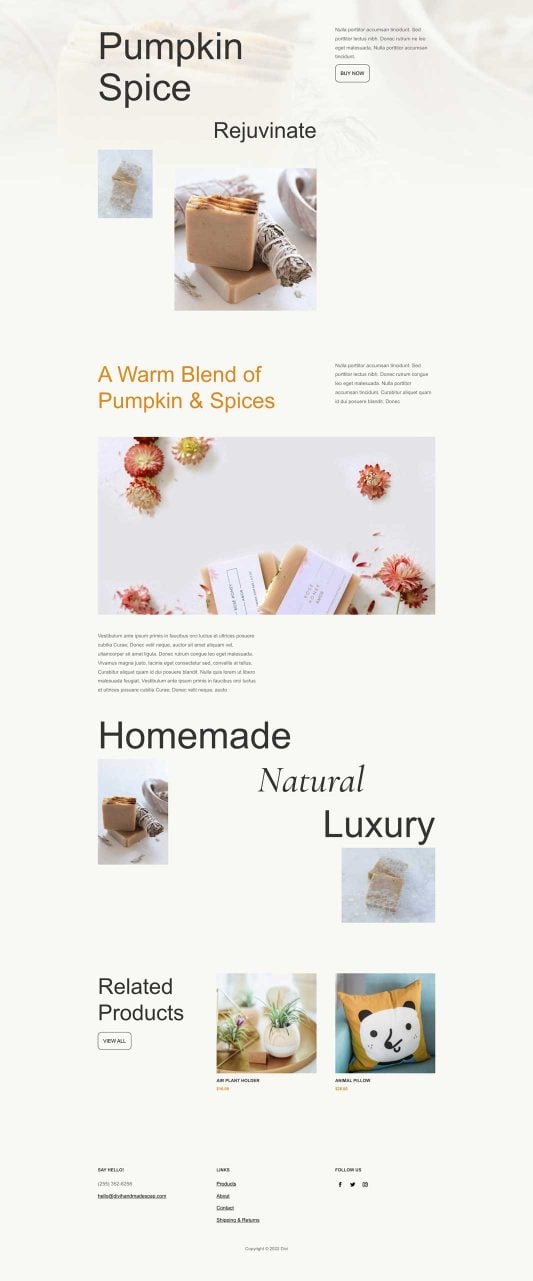 Pumpkin
Spice
Nulla porttitor accumsan tincidunt. Sed
porttitor lectus nibh. Donec rutrum ne leo
eget malesuada. Nulla porttitor accumsan
tincidunt.
BUY NOW
Rejuvinate
A Warm Blend of
Pumpkin & Spices
Nulla porttitor accumsan tincidunt. Sed
porttitor lectus nibh. Donec rutrum congue
leo eget malesuada. Nulla porttitor
accumsan tincidunt. Curabitur aliquet quam
id dui posuere blandit. Donec
ROSE
HONEY
Vestibulum ante ipsum primis in faucibus orci luctus et ultrices posuere
cubilia Curae; Donec velit neque, auctor sit amet aliquam vel,
ullamcorper sit amet ligula. Donec rutrum congue leo eget malesuada.
Vivamus magna justo, lacinia eget consectetur sed, convallis at tellus.
Curabitur aliquet quam id dui posuere blandit. Nulla quis lorem ut libero
malesuada feugiat. Vestibulum ante ipsum primis in faucibus orci luctus
et ultrices posuere cubilia Curae; Donec velit neque, aucto
Homemade
Natural
Luxury
Related
Products
VIEW ALL
AIR PLANT HOLDER
ANIMAL PILLOW
SAY HELLO!
LINKS
FOLLOW US
(255) 352-6258
Products
hello@divihandmadesoap.com
About
Contact
Shipping & Returns
Copyright © 2022 Divi